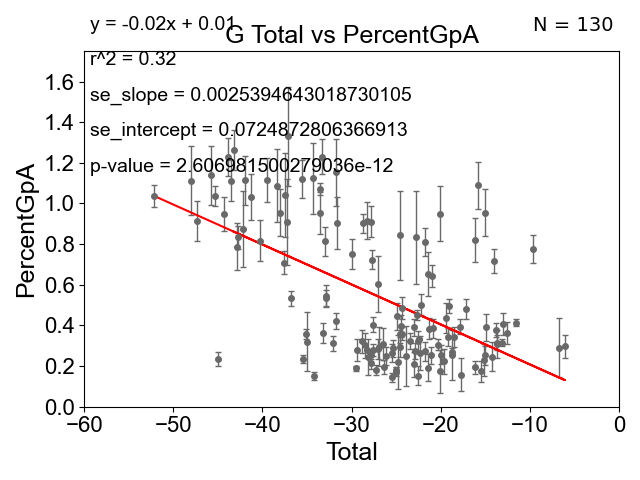 y = -0.02x + 0.01
N = 130
G Total vs PercentGpA
r^2 = 0.32
se_slope = 0.0025394643018730105
se_intercept = 0.0724872806366913
p-value = 2.606981500279036e-12
1.6
1.4
1.2
1.0
0.8
0.6
0.4
0.2
0.0
PercentGpA
−60 −50 −40 −30 −20 −10 0
Total